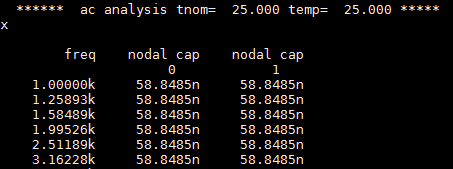 ****** ac analysis tnom= 25.000 temp= 25.000 *****
x
freq nodal cap nodal cap
0 1
1.00000k 58.8485n 58.8485n
1.25893k 58.8485n 58.8485n
1.58489k 58.8485n 58.8485n
1.99526k 58.8485n 58.8485n
2.51189k 58.8485n 58.8485n
3.16228k 58.8485n 58.8485n